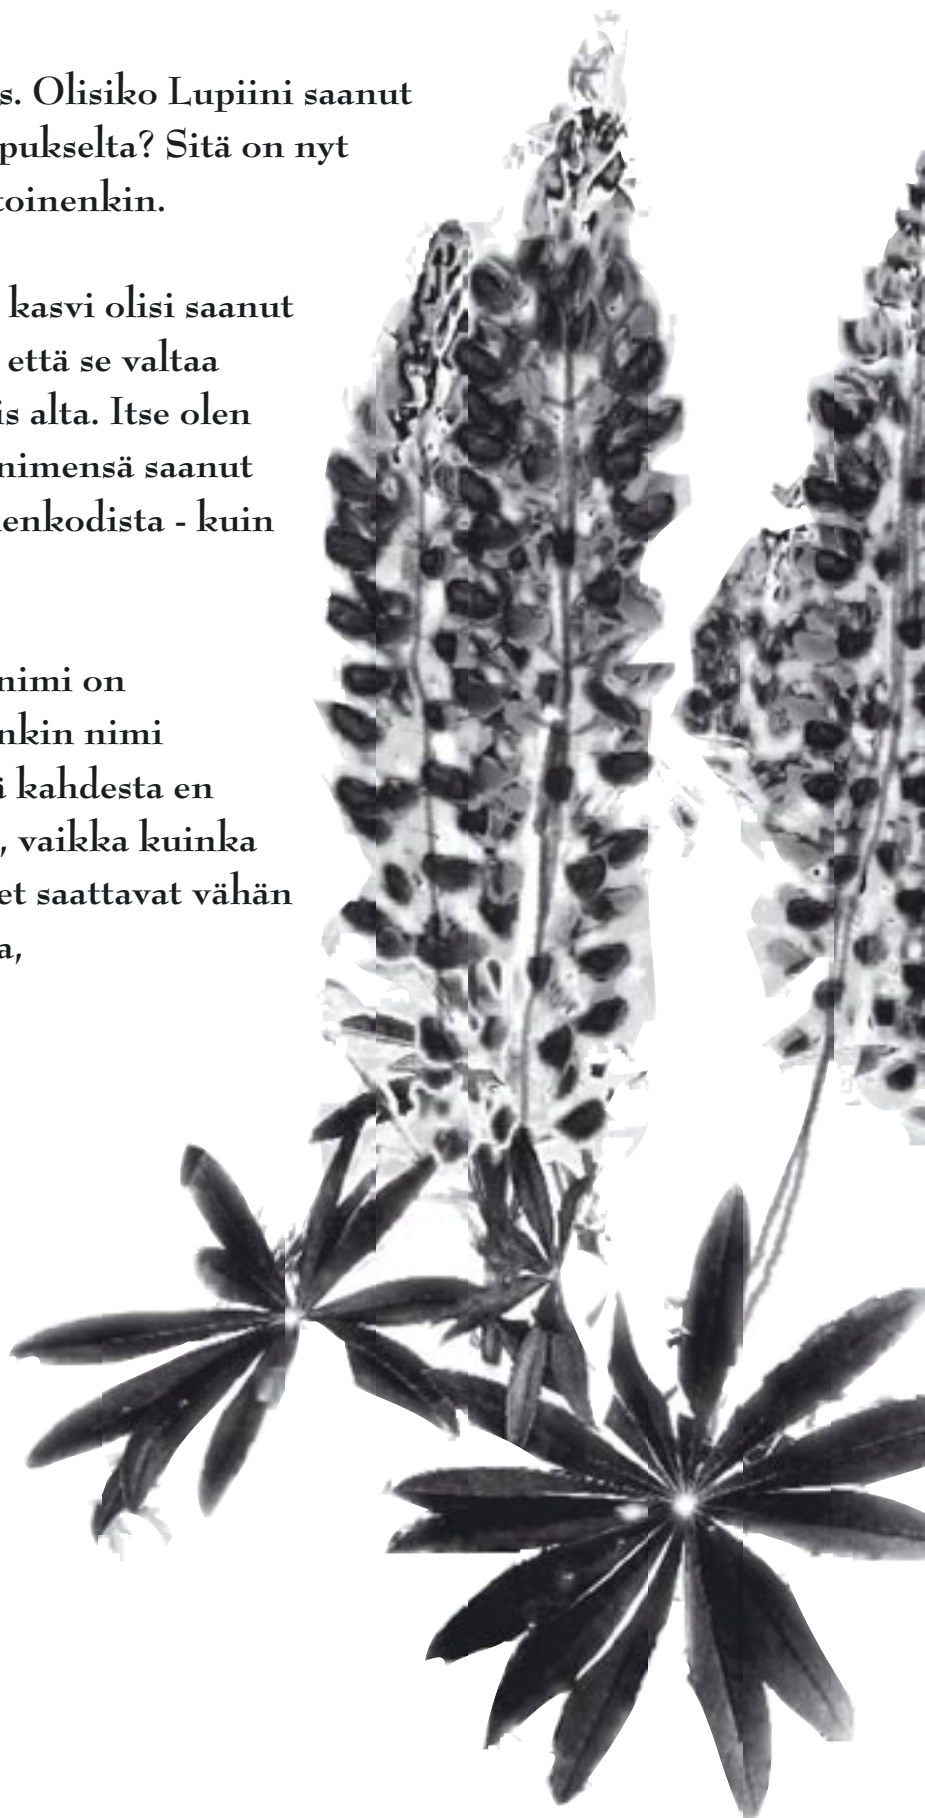 s. Olisiko Lupiini saanut
pukselta? Sitä on nyt
toinenkin.
kasvi olisi saanut
että se valtaa
is alta. Itse olen
nimensä saanut
enkodista - kuin
nimi on
nkin nimi
ä kahdesta en
, vaikka kuinka
et saattavat vähän
a,